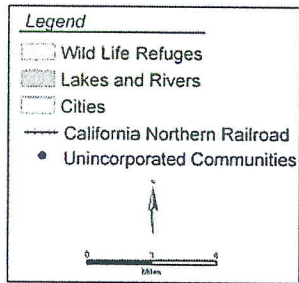 Legend
Wild Life Refuges
Lakes and Rivers
Cities
California Northern Railroad
Unincorporated Communities
Miles